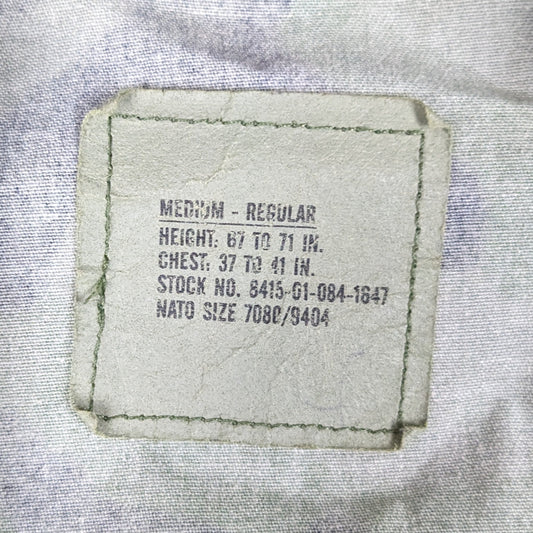 MEDIUM - REGULAR
HEIGHT: 67 TO 71 IN.
CHEST: 37 TO 41 IN.
STOCK NO. 8415-01-084-1647
NATO SIZE 7080/9404